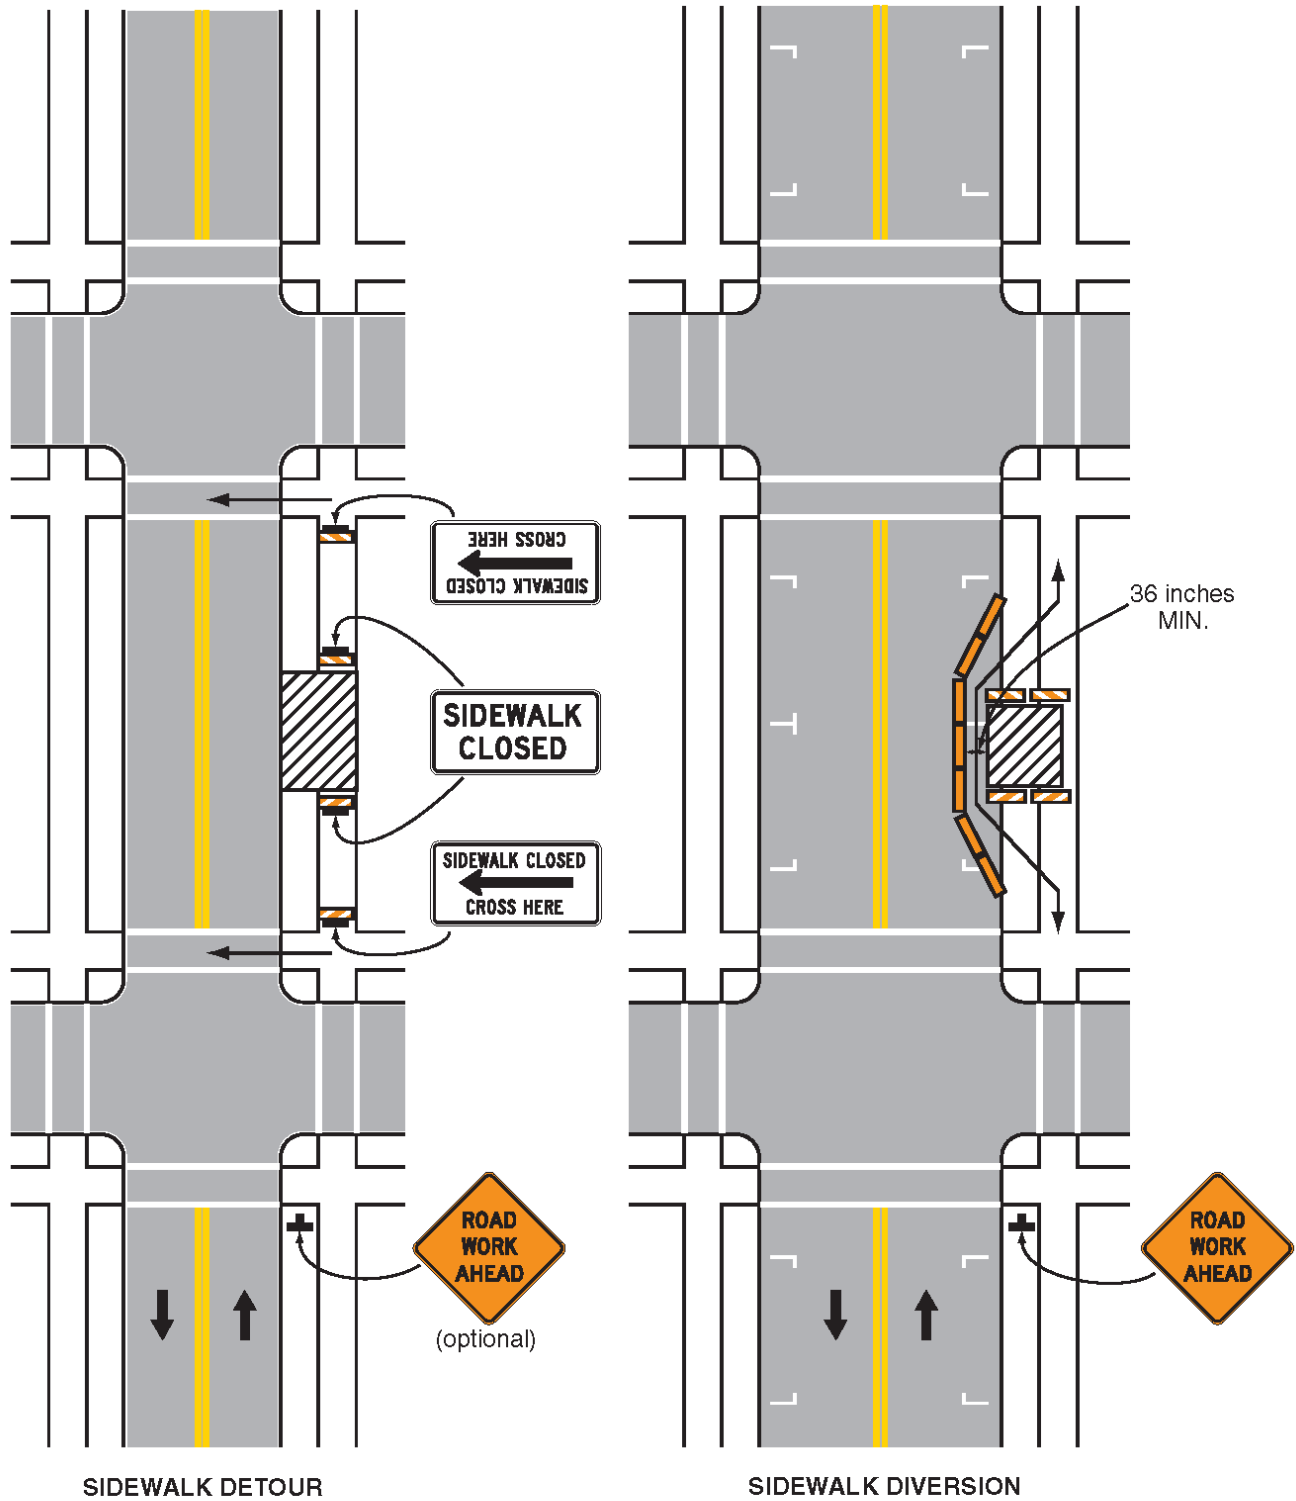 CROSS HERE
SIDEWALK CLOSED
36 inches
MIN.
SIDEWALK
CLOSED
SIDEWALK CLOSED
CROSS HERE
ROAD
WORK
AHEAD
(optional)
ROAD
WORK
AHEAD
SIDEWALK DETOUR
SIDEWALK DIVERSION